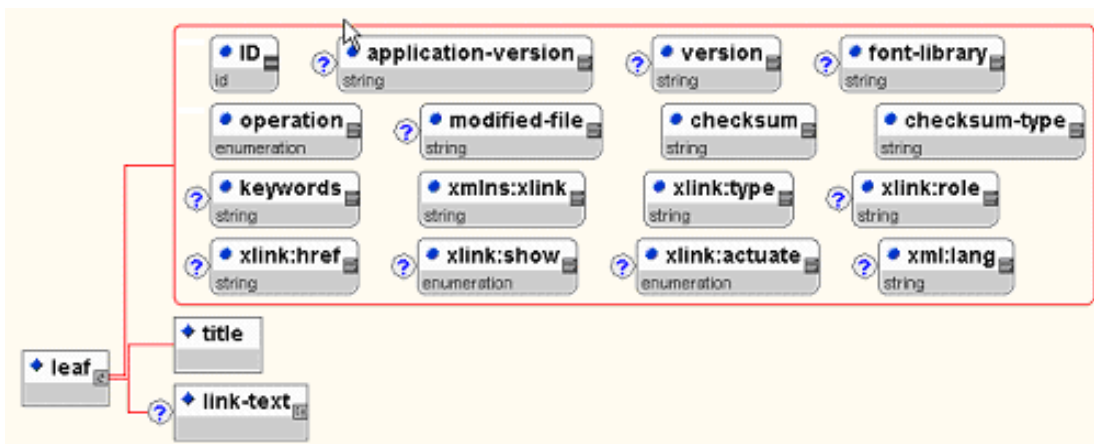 ID ? application-version ? version ? font-library
id string string string
operation ? modified-file checksum checksum-type
enumeration string string string
? keywords xmlns:xlink xlink:type ? xlink:role
string string string string
? xlink:href ? xlink:show ? xlink:actuate ? xml:lang
string enumeration enumeration string
title
leaf
? link-text